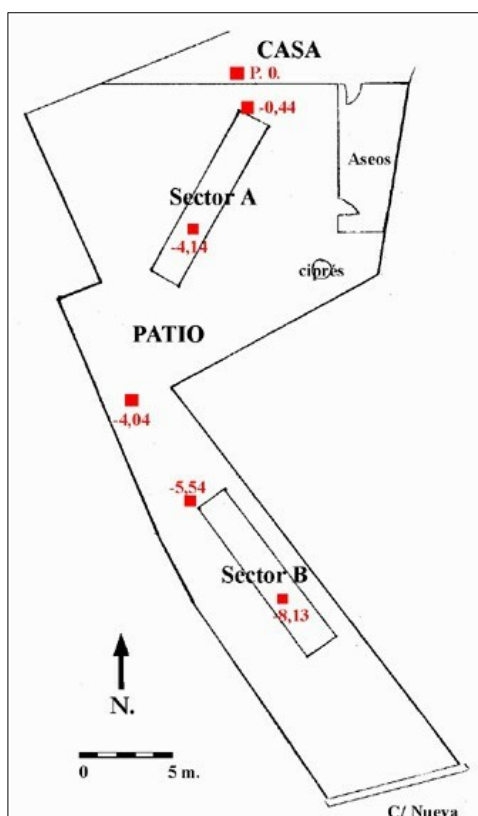 CASA
P. 0.
-0,44
Aseos
Sector A
-4,14
ciprés
PATIO
-4,04
-5,54
Sector B
-8,13
N.
0 5 m.
C/ Nueva